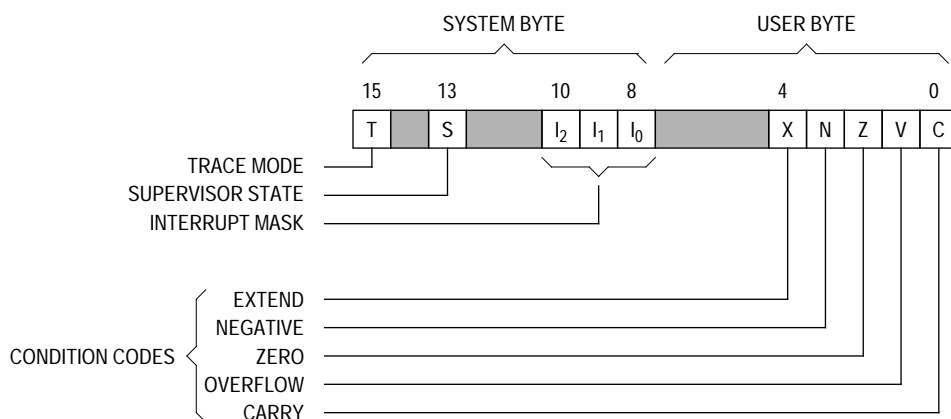 SYSTEM BYTE USER BYTE
15 13 10 8 4 0
T S I2 I1 I0 X N Z V C
TRACE MODE
SUPERVISOR STATE
INTERRUPT MASK
EXTEND
NEGATIVE
CONDITION CODES ZERO
OVERFLOW
CARRY